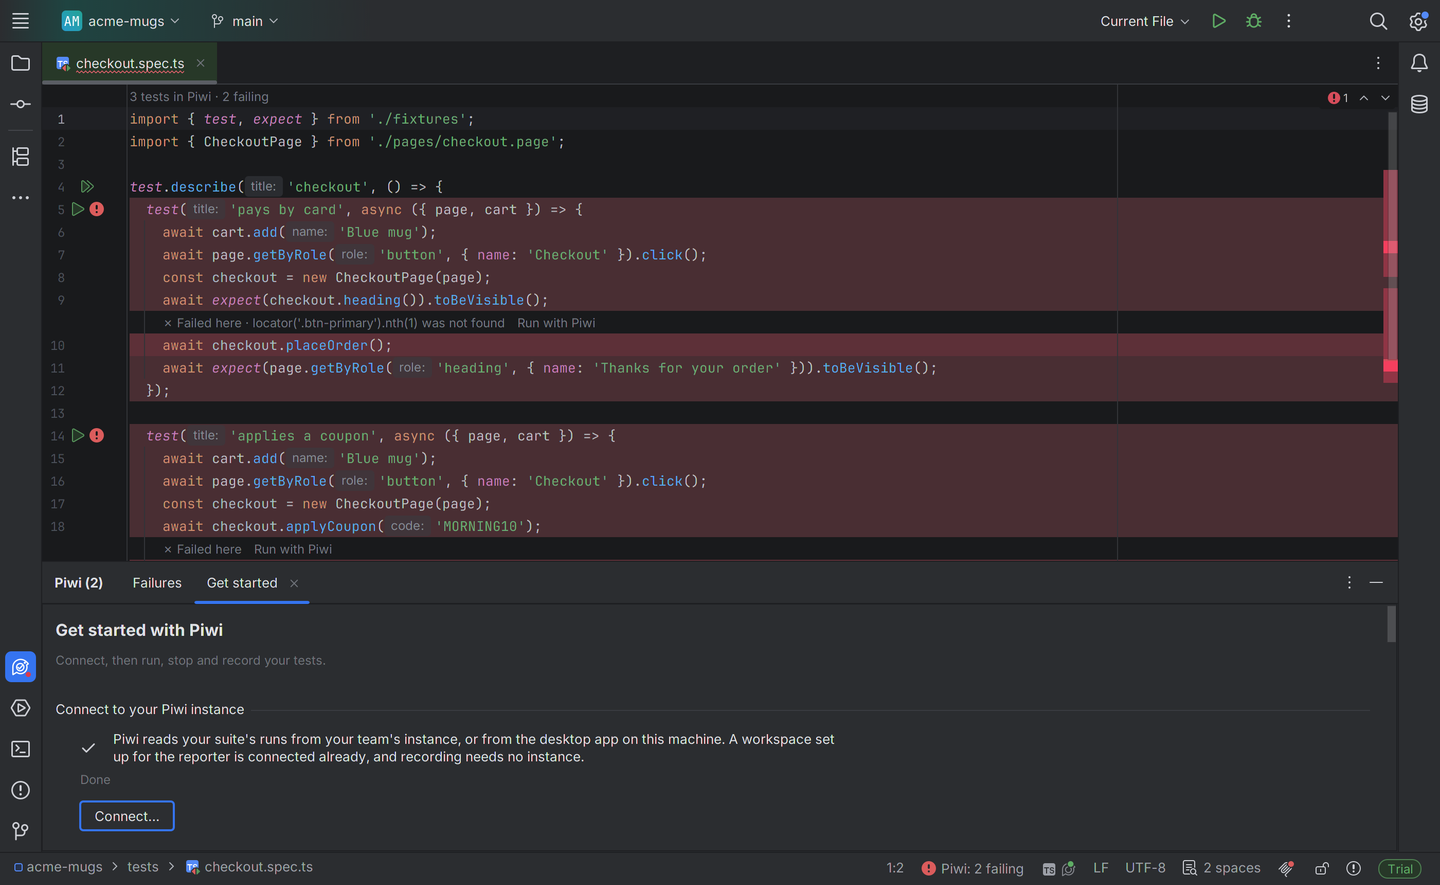 AM acme-mugs main Current File
checkout.spec.ts
3 tests in Piwi · 2 failing 1
1 import { test, expect } from './fixtures';
2 import { CheckoutPage } from './pages/checkout.page';
3
4 test.describe( title: 'checkout', () => {
5 test( title: 'pays by card', async ({ page, cart }) => {
6 await cart.add( name: 'Blue mug');
7 await page.getByRole( role: 'button', { name: 'Checkout' }).click();
8 const checkout = new CheckoutPage(page);
9 await expect(checkout.heading()).toBeVisible();
× Failed here · locator('.btn-primary').nth(1) was not found Run with Piwi
10 await checkout.placeOrder();
11 await expect(page.getByRole( role: 'heading', { name: 'Thanks for your order' })).toBeVisible();
12 });
13
14 test( title: 'applies a coupon', async ({ page, cart }) => {
15 await cart.add( name: 'Blue mug');
16 await page.getByRole( role: 'button', { name: 'Checkout' }).click();
17 const checkout = new CheckoutPage(page);
18 await checkout.applyCoupon( code: 'MORNING10');
× Failed here Run with Piwi
Piwi (2) Failures Get started
Get started with Piwi
Connect, then run, stop and record your tests.
Connect to your Piwi instance
Piwi reads your suite's runs from your team's instance, or from the desktop app on this machine. A workspace set
up for the reporter is connected already, and recording needs no instance.
Done
Connect...
acme-mugs > tests > checkout.spec.ts 1:2 Piwi: 2 failing TS LF UTF-8 2 spaces Trial